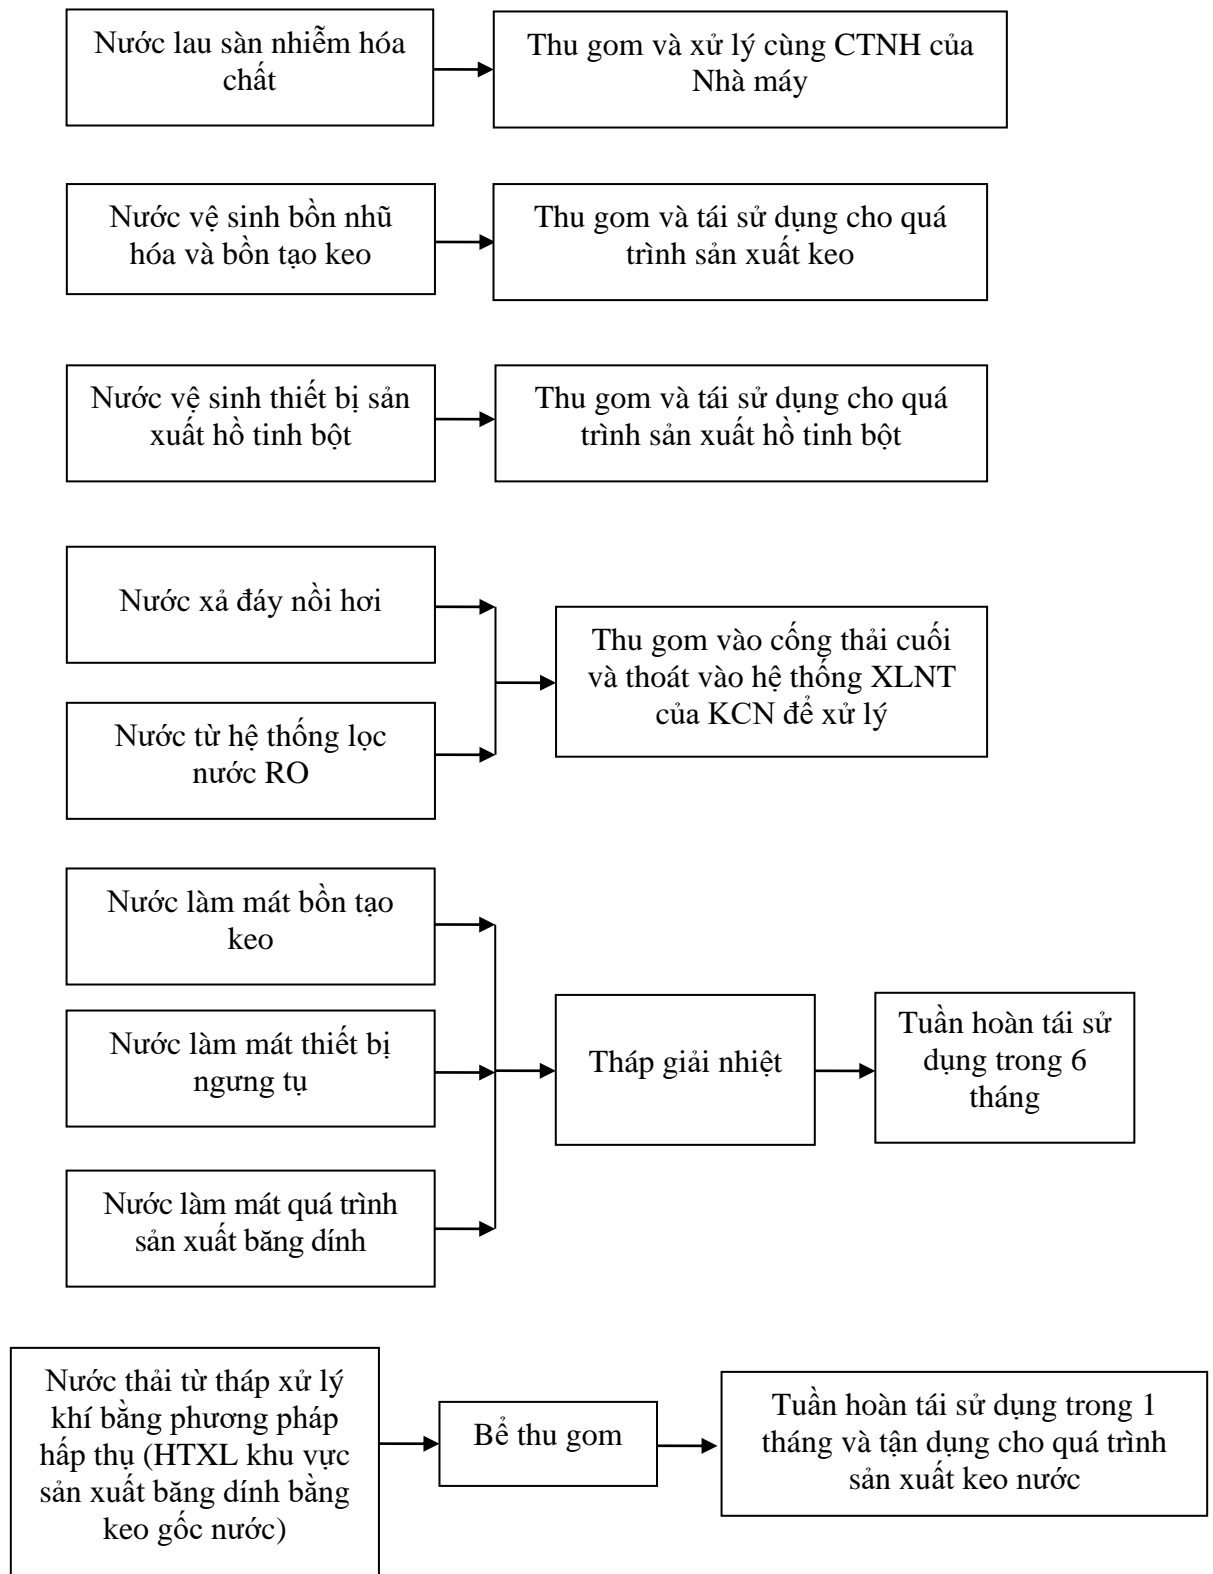 Nước lau sàn nhiễm hóa
chất
Thu gom và xử lý cùng CTNH của
Nhà máy
Nước vệ sinh bồn nhũ
hóa và bồn tạo keo
Thu gom và tái sử dụng cho quá
trình sản xuất keo
Nước vệ sinh thiết bị sản
xuất hồ tinh bột
Thu gom và tái sử dụng cho quá
trình sản xuất hồ tinh bột
Nước xả đáy nồi hơi
Nước từ hệ thống lọc
nước RO
Thu gom vào cống thải cuối
và thoát vào hệ thống XLNT
của KCN để xử lý
Nước làm mát bồn tạo
keo
Nước làm mát thiết bị
ngưng tụ
Nước làm mát quá trình
sản xuất băng dính
Tháp giải nhiệt
Tuần hoàn tái sử
dụng trong 6
tháng
Nước thải từ tháp xử lý
khí bằng phương pháp
hấp thụ (HTXL khu vực
sản xuất băng dính bằng
keo gốc nước)
Bể thu gom
Tuần hoàn tái sử dụng trong 1
tháng và tận dụng cho quá trình
sản xuất keo nước